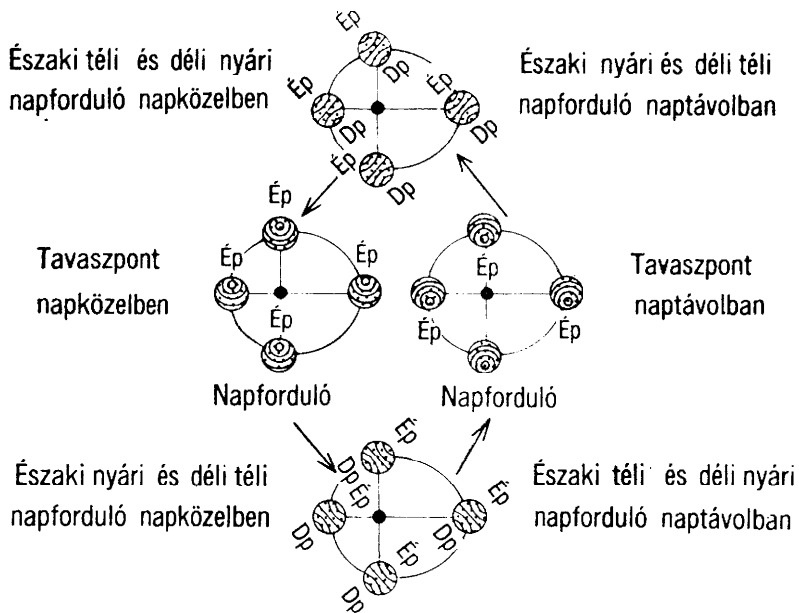 Ép
Északi téli és déli nyári
napforduló napközelben
Dp
Ép
Ép
Északi nyári és déli téli
napforduló naptávolban
Dp
Dp
Ép
Dp
Ép
Tavaszpont
napközelben
Ép
Ép
Ép
Napforduló
Ép
Ép
Ép
Tavaszpont
naptávolban
Napforduló
Északi nyári és déli téli
napforduló napközelben
Ép
Dp
Ép
Dp
Ép
Dp
Ép
Dp
Északi téli és déli nyári
napforduló naptávolban